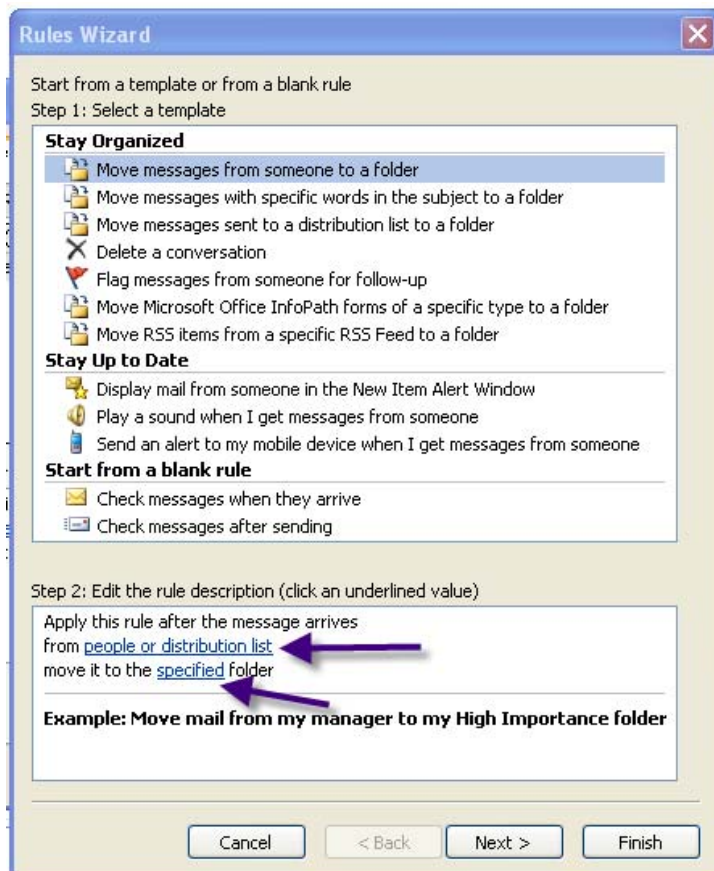 Rules Wizard
Start from a template or from a blank rule
Step 1: Select a template
Stay Organized
Move messages from someone to a folder
Move messages with specific words in the subject to a folder
Move messages sent to a distribution list to a folder
Delete a conversation
Flag messages from someone for follow-up
Move Microsoft Office InfoPath forms of a specific type to a folder
Move RSS items from a specific RSS Feed to a folder
Stay Up to Date
Display mail from someone in the New Item Alert Window
Play a sound when I get messages from someone
Send an alert to my mobile device when I get messages from someone
Start from a blank rule
Check messages when they arrive
Check messages after sending
Step 2: Edit the rule description (click an underlined value)
Apply this rule after the message arrives
from people or distribution list
move it to the specified folder
Example: Move mail from my manager to my High Importance folder
Cancel < Back Next > Finish